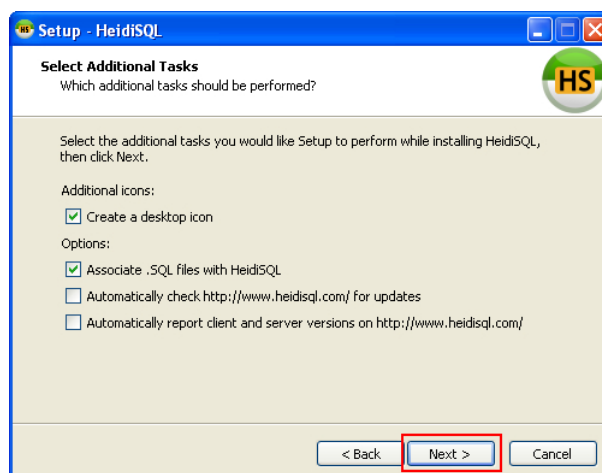 HS Setup - HeidiSQL
Select Additional Tasks
Which additional tasks should be performed?
HS
Select the additional tasks you would like Setup to perform while installing HeidiSQL,
then click Next.
Additional icons:
Create a desktop icon
Options:
Associate .SQL files with HeidiSQL
Automatically check http://www.heidisql.com/ for updates
Automatically report client and server versions on http://www.heidisql.com/
< Back Next > Cancel